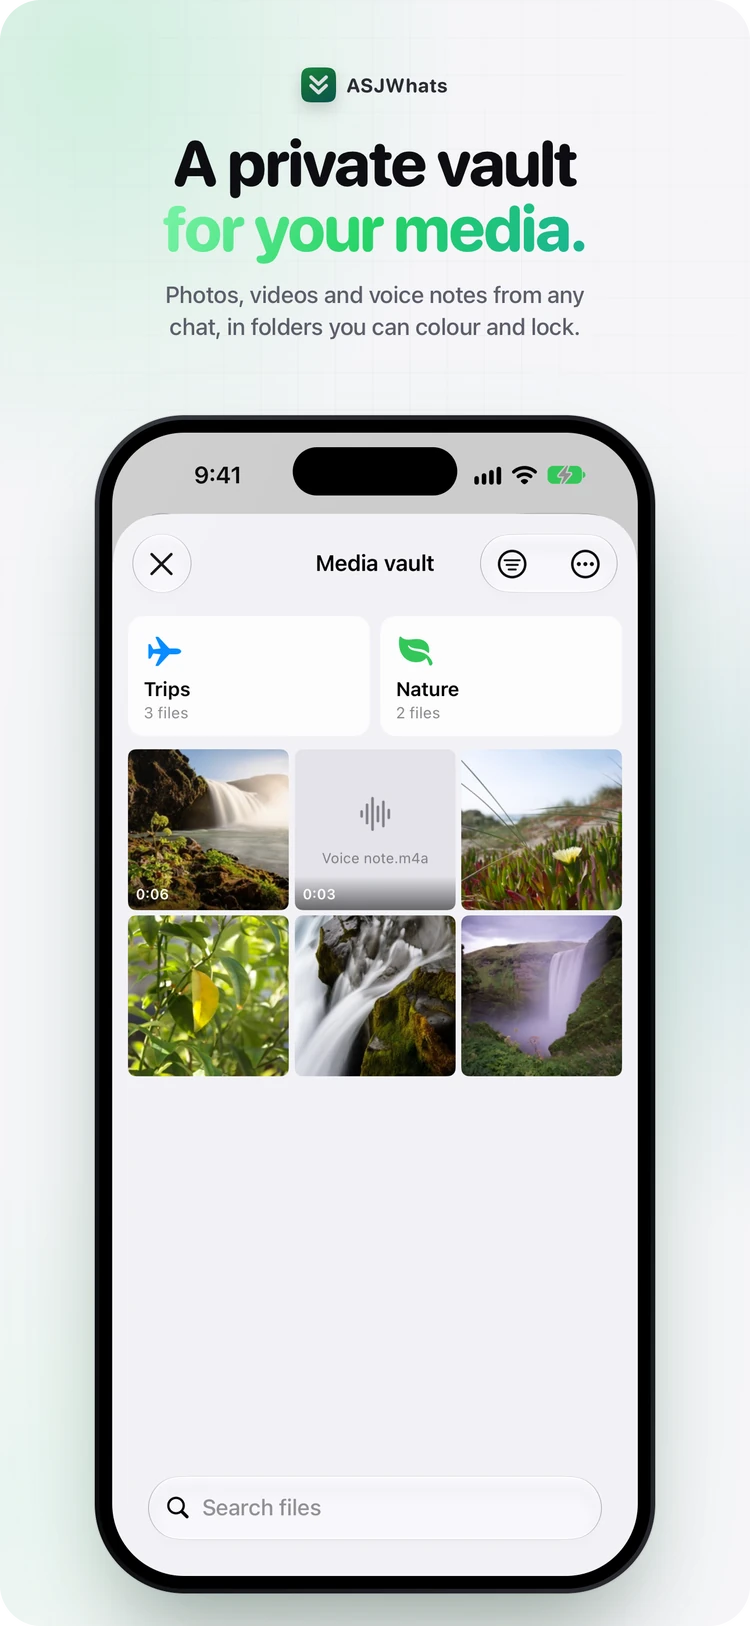 ASJWhats
A private vault
for your media.
Photos, videos and voice notes from any
chat, in folders you can colour and lock.
9:41
Media vault
Trips
3 files
Nature
2 files
Voice note.m4a
0:06
0:03
Search files